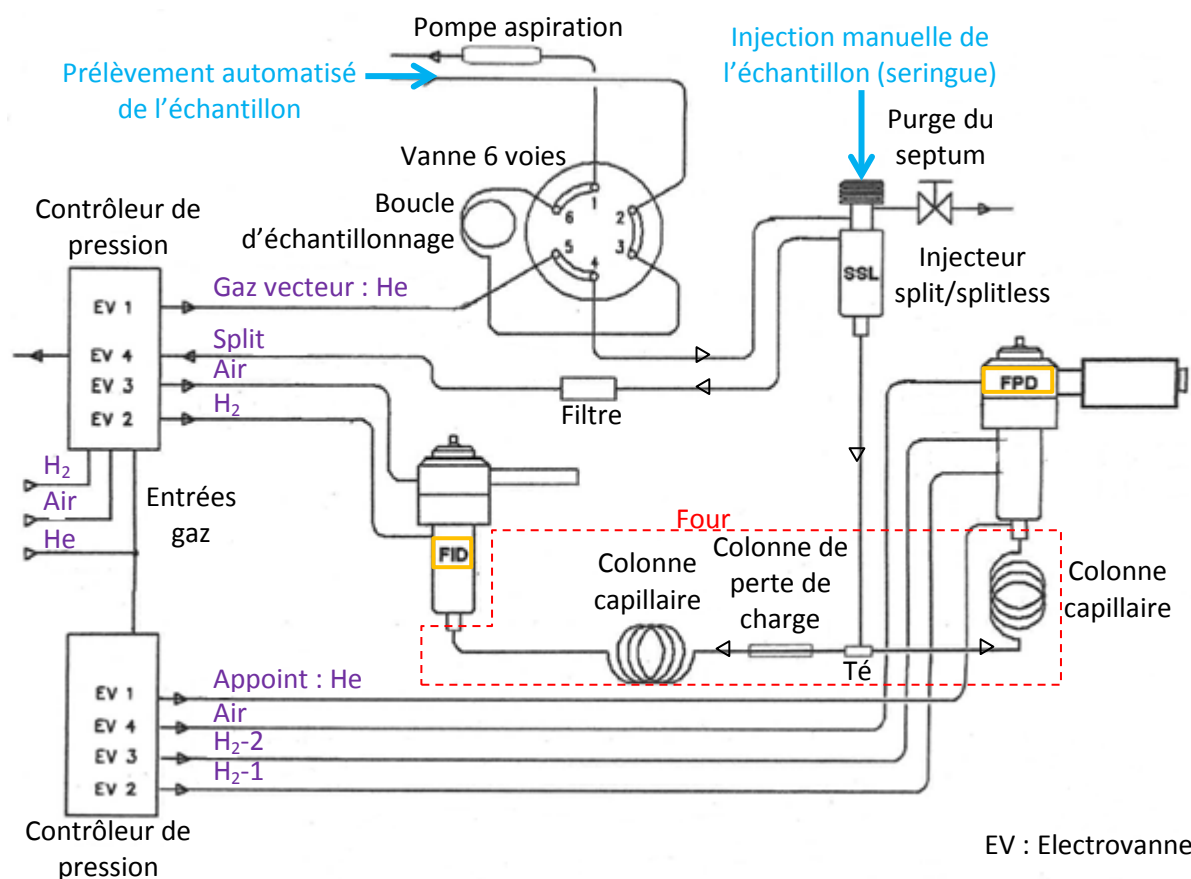 Pompe aspiration
Injection manuelle de
l'échantillon (seringue)
Prélèvement automatisé
de l'échantillon
Purge du
septum
Vanne 6 voies
1
2
3
4
5
6
Boucle
d'échantillonnage
Contrôleur de
pression
SSL
Injecteur
split/splitless
EV 1
Gaz vecteur : He
EV 4
Split
EV 3
Air
EV 2
H₂
Filtre
FPD
H₂
Air
He
Entrées
gaz
FID
Four
Colonne
capillaire
Colonne de
perte de
charge
Colonne
capillaire
Té
EV 1
Appoint : He
EV 4
Air
EV 3
H₂-2
EV 2
H₂-1
Contrôleur de
pression
EV : Electrovanne